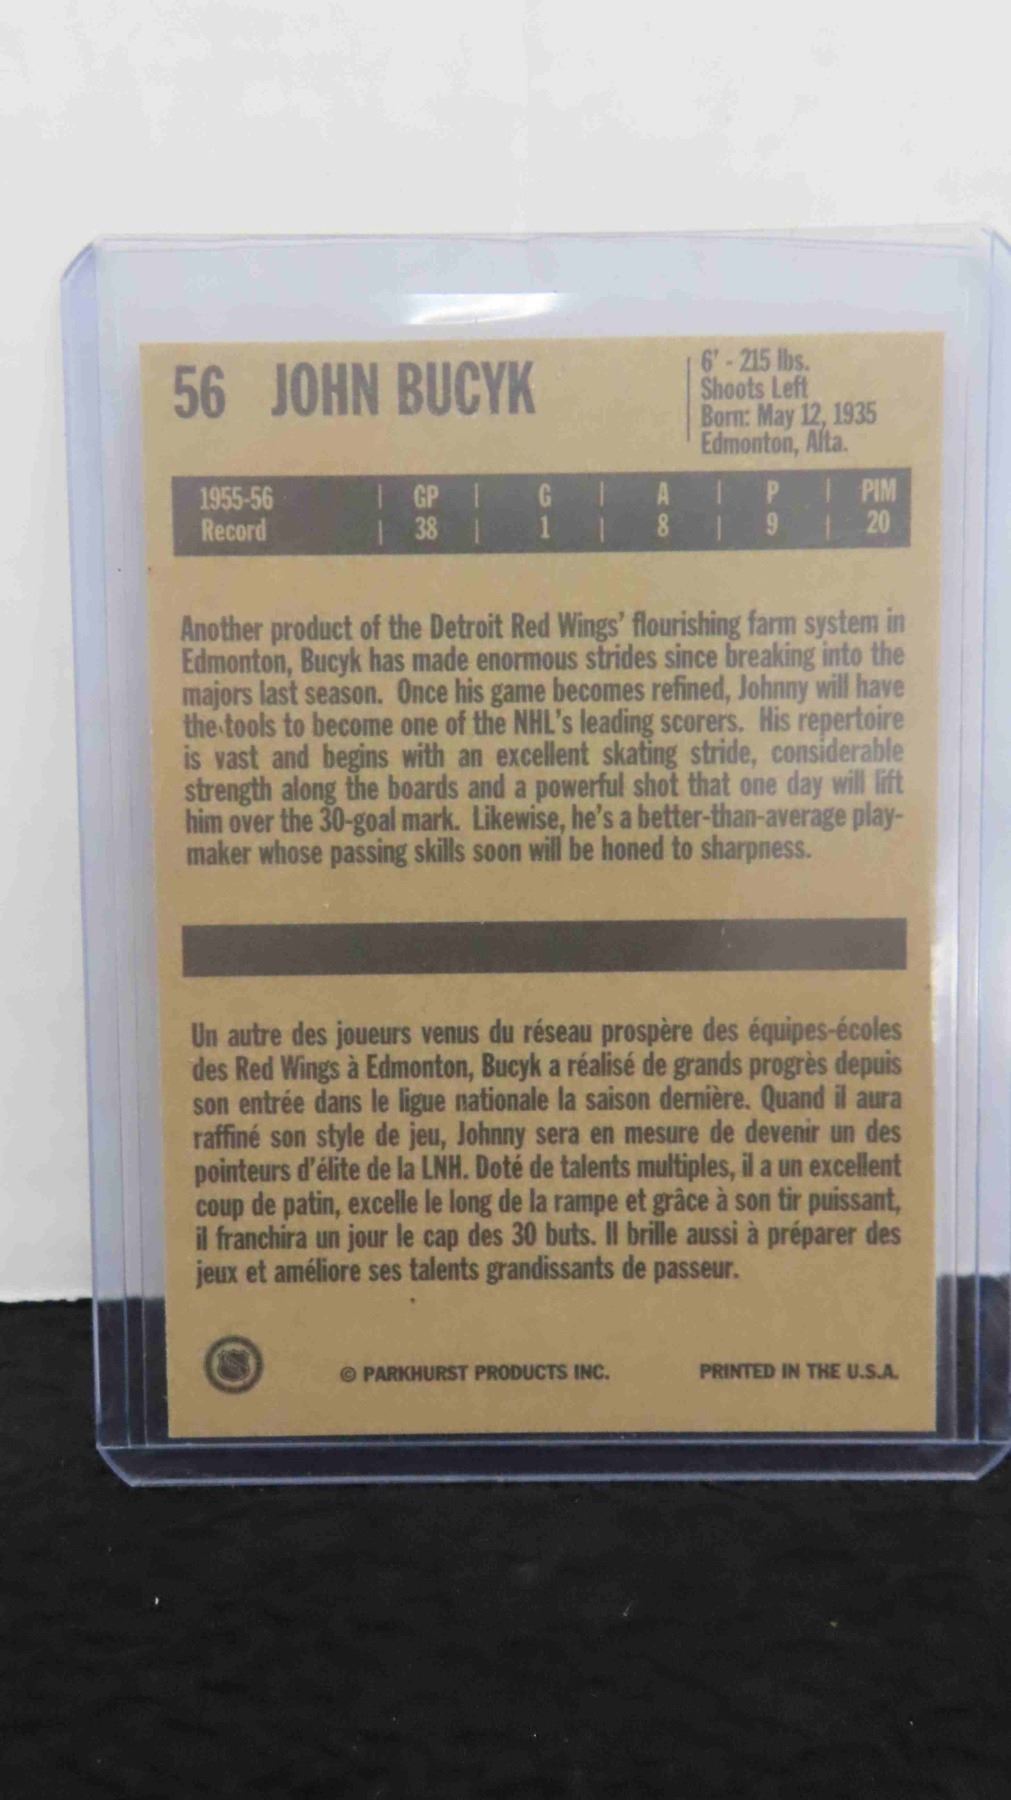 56 JOHN BUCYK
6' - 215 lbs.
Shoots Left
Born: May 12, 1935
Edmonton, Alta.
1955-56 | GP | G | A | P | PIM
Record | 38 | 1 | 8 | 9 | 20
Another product of the Detroit Red Wings' flourishing farm system in
Edmonton, Bucyk has made enormous strides since breaking into the
majors last season. Once his game becomes refined, Johnny will have
the tools to become one of the NHL's leading scorers. His repertoire
is vast and begins with an excellent skating stride, considerable
strength along the boards and a powerful shot that one day will lift
him over the 30-goal mark. Likewise, he's a better-than-average play-
maker whose passing skills soon will be honed to sharpness.
Un autre des joueurs venus du réseau prospère des équipes-écoles
des Red Wings à Edmonton, Bucyk a réalisé de grands progrès depuis
son entrée dans le ligue nationale la saison dernière. Quand il aura
raffiné son style de jeu, Johnny sera en mesure de devenir un des
pointeurs d'élite de la LNH. Doté de talents multiples, il a un excellent
coup de patin, excelle le long de la rampe et grâce à son tir puissant,
il franchira un jour le cap des 30 buts. Il brille aussi à préparer des
jeux et améliore ses talents grandissants de passeur.
© PARKHURST PRODUCTS INC.
PRINTED IN THE U.S.A.